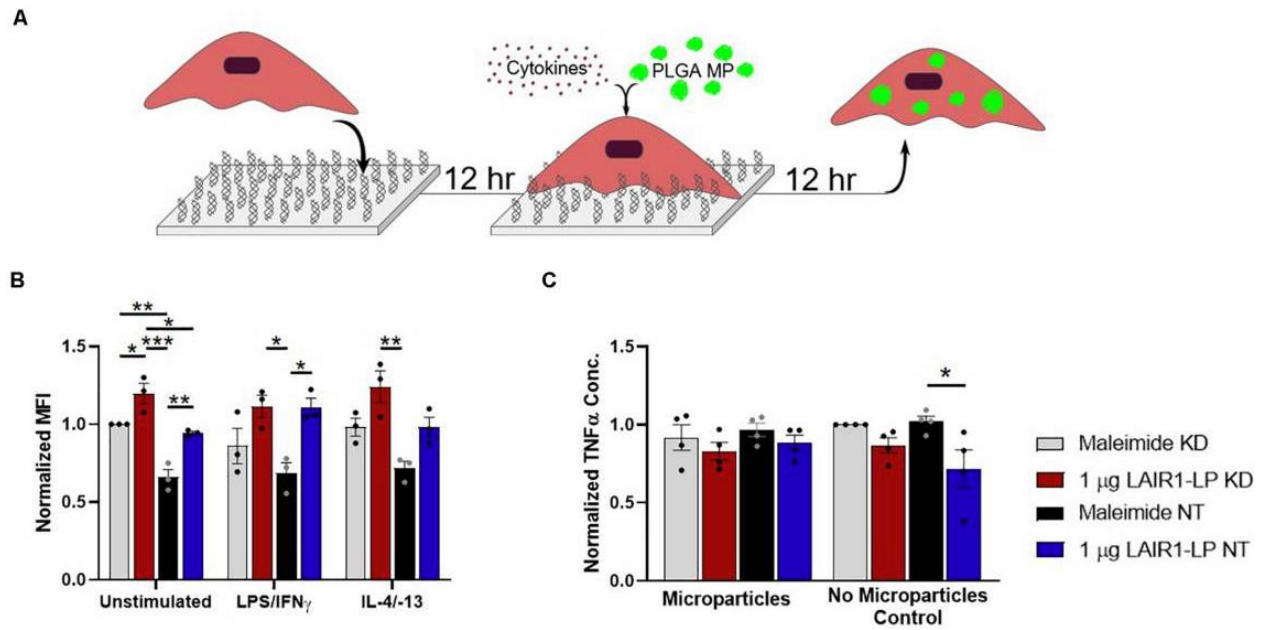 A
Cytokines
PLGA MP
12 hr
12 hr
B
Normalized MFI
1.5
1.0
0.5
0.0
** 
*
* ***
**
*
*
**
Unstimulated
LPS/IFNγ
IL-4/-13
C
Normalized TNFα Conc.
1.5
1.0
0.5
0.0
*
Microparticles
No Microparticles
Control
Maleimide KD
1 µg LAIR1-LP KD
Maleimide NT
1 µg LAIR1-LP NT